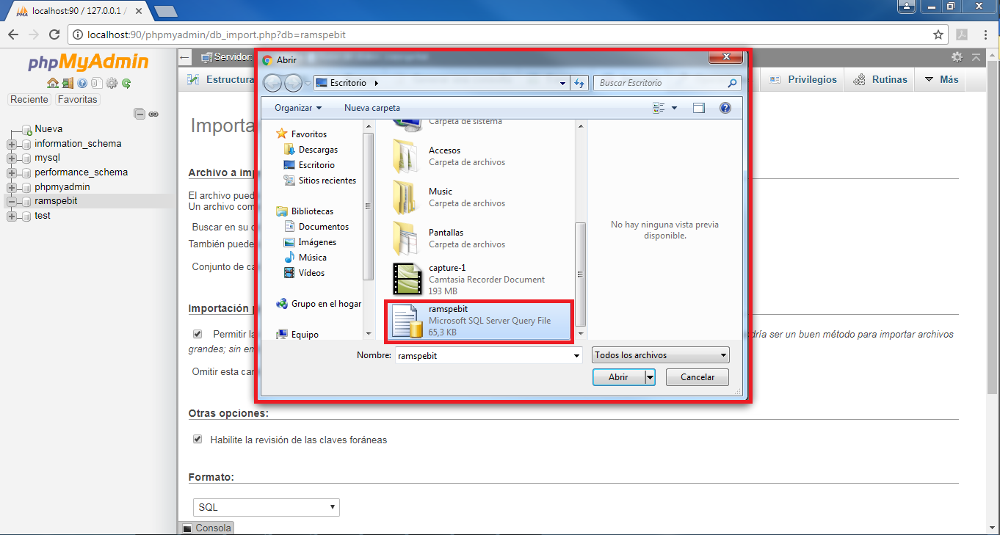 localhost:90 / 127.0.0.1 /
localhost:90/phpmyadmin/db_import.php?db=ramspebit
phpMyAdmin
Reciente
Favoritas
Nueva
information_schema
mysql
performance_schema
phpmyadmin
ramspebit
test
Servidor:
Estructura
Privilegios
Rutinas
Más
Importa
Archivo a imp
El archivo pued
Un archivo com
Buscar en su o
También puede
Conjunto de ca
Importación p
Permitir la
dría ser un buen método para importar archivos
grandes; sin em
Omitir esta can
Otras opciones:
Habilite la revisión de las claves foráneas
Formato:
SQL
Consola
Abrir
Escritorio
Buscar Escritorio
Organizar
Nueva carpeta
Favoritos
Descargas
Escritorio
Sitios recientes
Bibliotecas
Documentos
Imágenes
Música
Vídeos
Grupo en el hogar
Equipo
Carpeta de sistema
Accesos
Carpeta de archivos
Music
Carpeta de archivos
Pantallas
Carpeta de archivos
capture-1
Camtasia Recorder Document
193 MB
ramspebit
Microsoft SQL Server Query File
65,3 KB
No hay ninguna vista previa
disponible.
Nombre:
ramspebit
Todos los archivos
Abrir
Cancelar